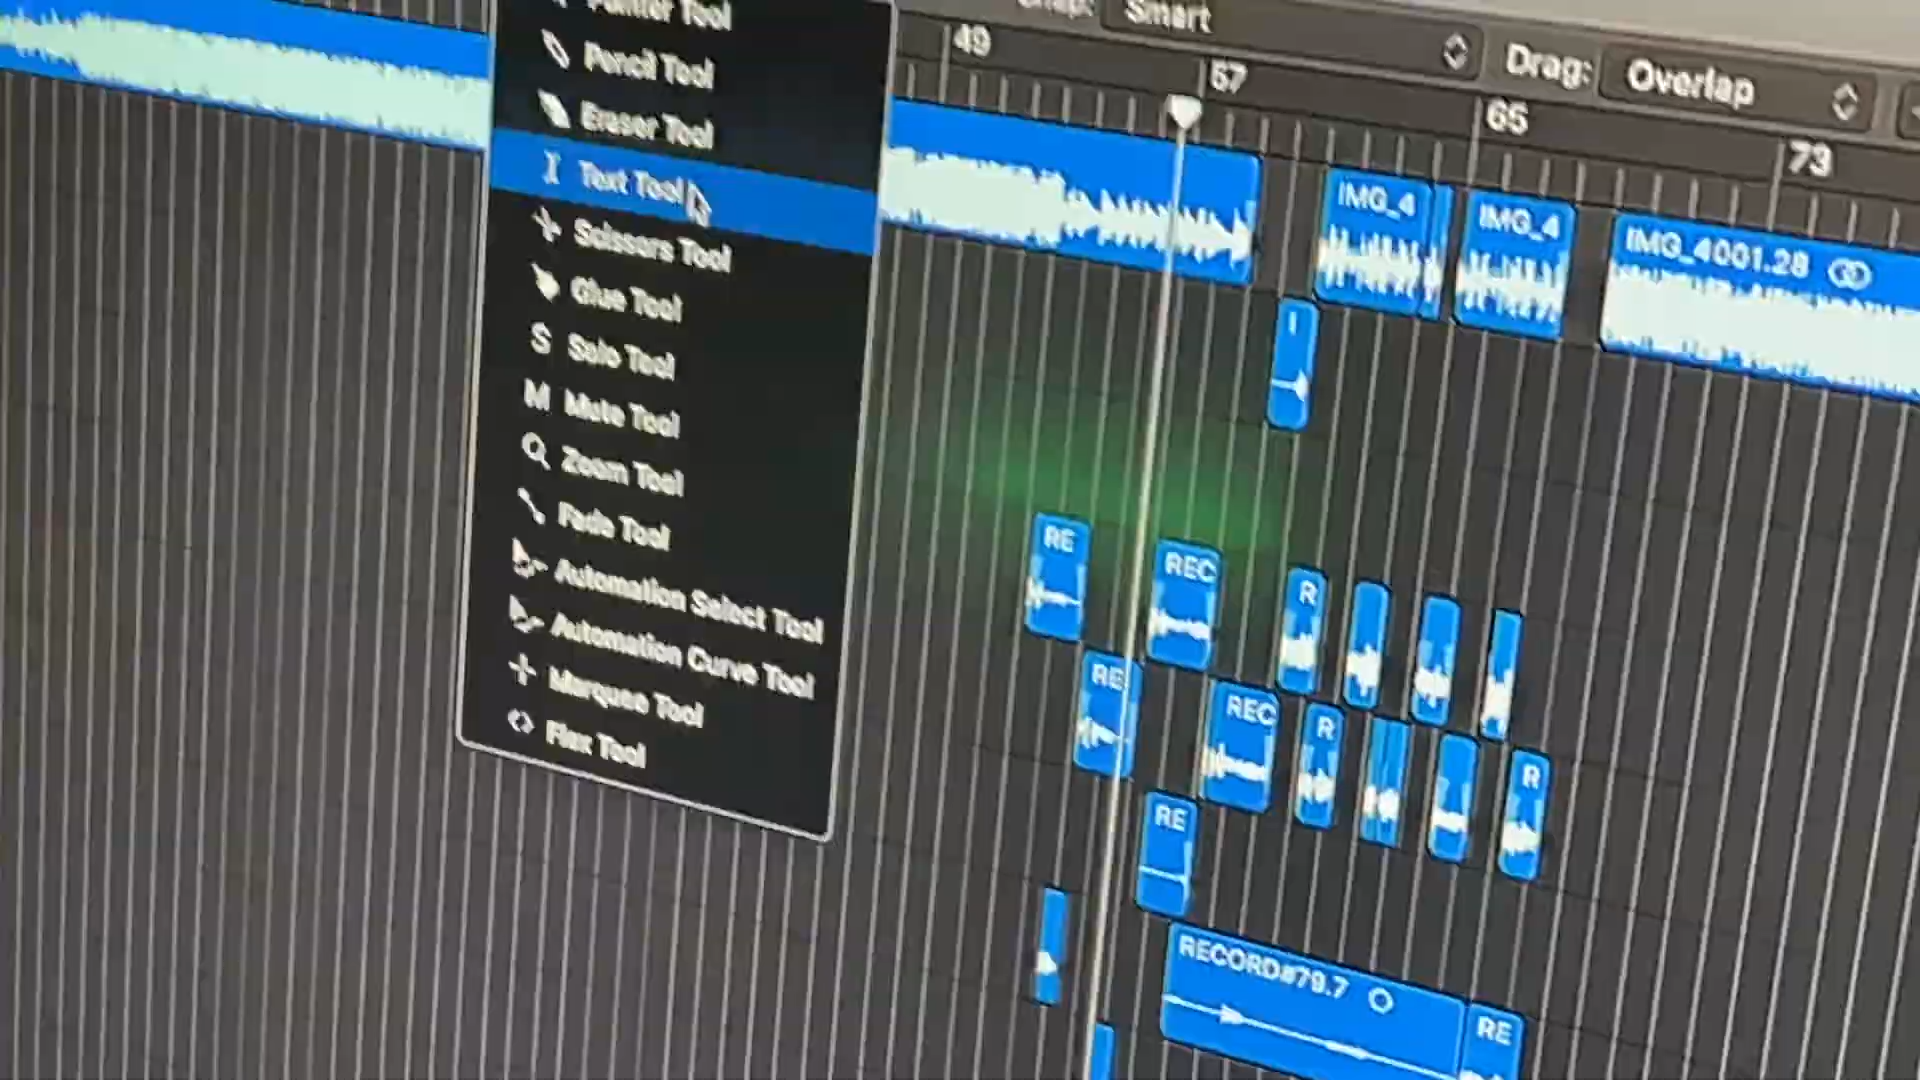 Pointer Tool
Pencil Tool
Eraser Tool
Text Tool
Scissors Tool
Glue Tool
S Solo Tool
M Mute Tool
Zoom Tool
Fade Tool
Automation Select Tool
Automation Curve Tool
Marquee Tool
Flex Tool
Snap: Smart
Drag: Overlap
49
57
65
73
IMG_4
IMG_4
IMG_4001.28
I
RE
REC
R
RE
REC
R
R
RE
RECORD#79.7
RE